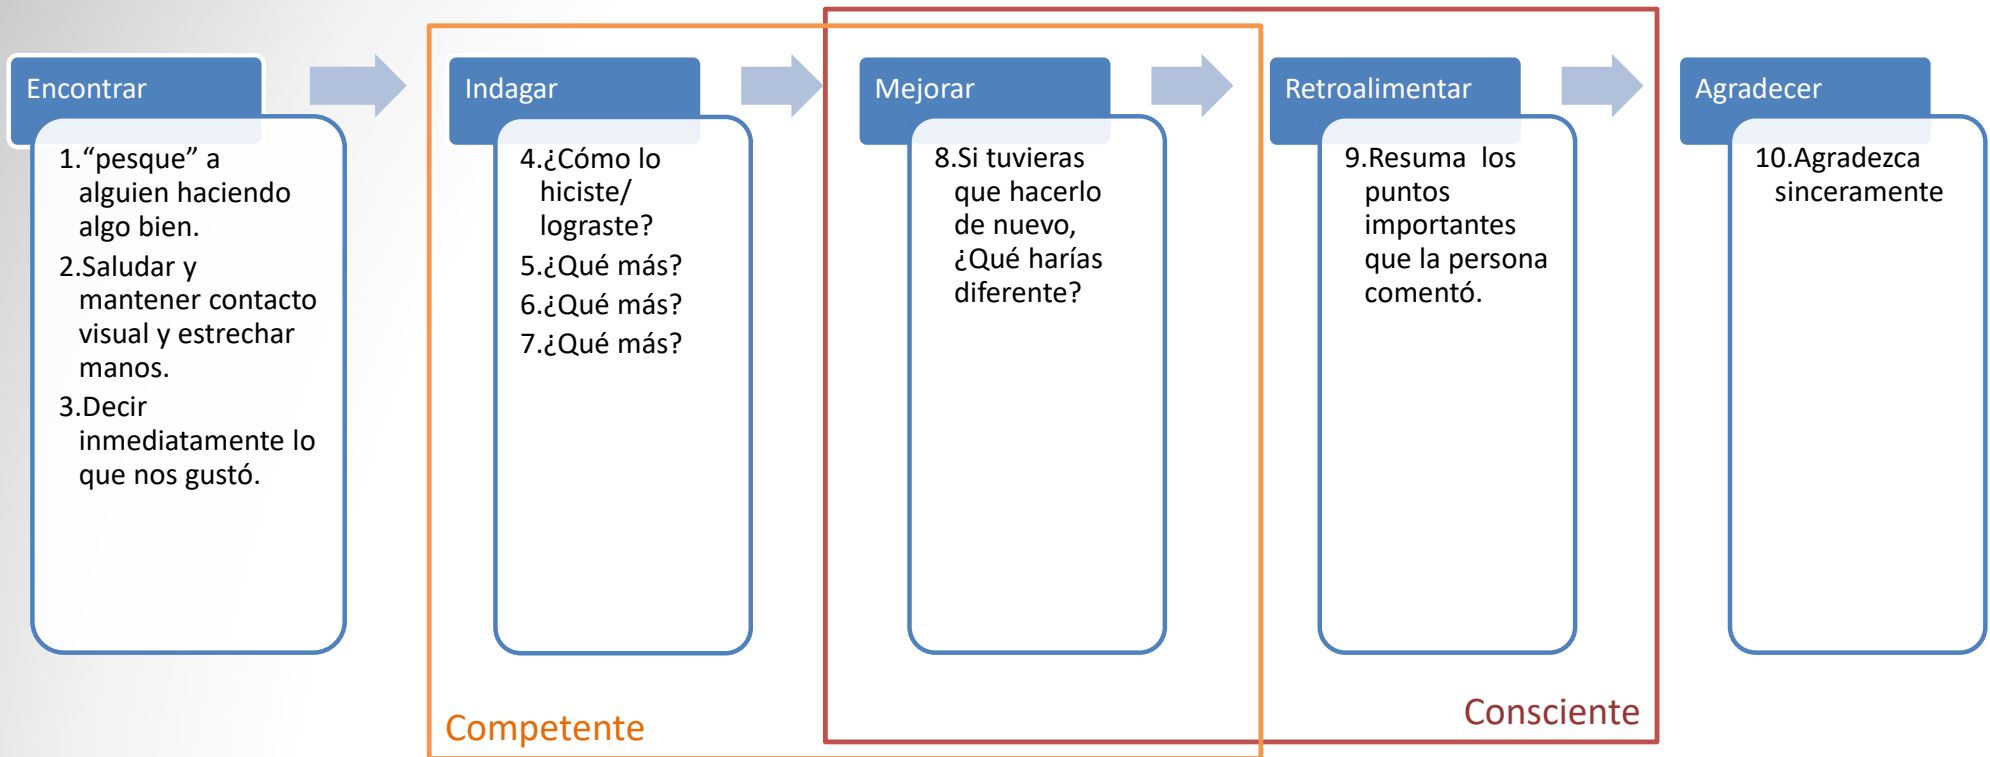 Encontrar
1.“pesque” a
alguien haciendo
algo bien.
2.Saludar y
mantener contacto
visual y estrechar
manos.
3.Decir
inmediatamente lo
que nos gustó.
Indagar
4.¿Cómo lo
hiciste/
lograste?
5.¿Qué más?
6.¿Qué más?
7.¿Qué más?
Mejorar
8.Si tuvieras
que hacerlo
de nuevo,
¿Qué harías
diferente?
Retroalimentar
9.Resuma los
puntos
importantes
que la persona
comentó.
Agradecer
10.Agradezca
sinceramente
Competente
Consciente